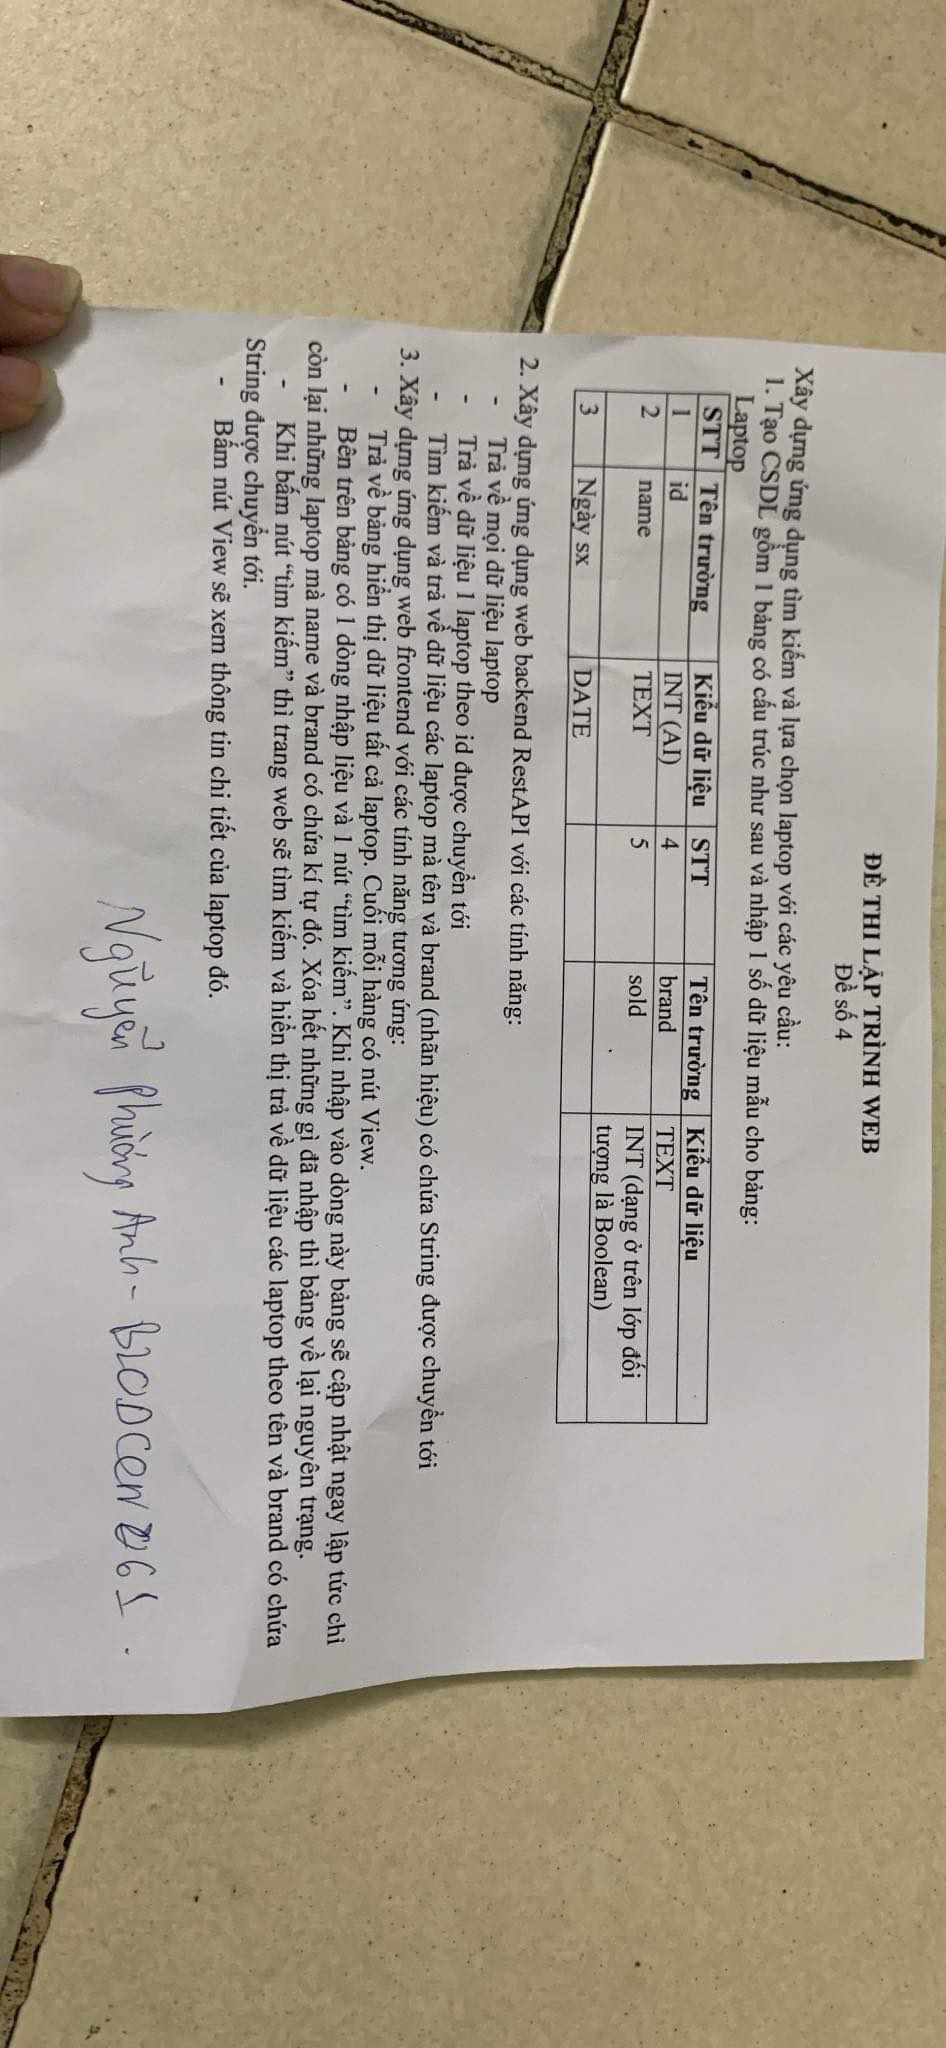 ĐỀ THI LẬP TRÌNH WEB
Đề số 4
Xây dựng ứng dụng tìm kiếm và lựa chọn laptop với các yêu cầu:
1. Tạo CSDL gồm 1 bảng có cấu trúc như sau và nhập 1 số dữ liệu mẫu cho bảng:
Laptop
STT Tên trường Kiểu dữ liệu STT Tên trường Kiểu dữ liệu
1 id INT (AI) 4 brand TEXT
2 name TEXT 5 sold INT (dạng ở trên lớp đối
tượng là Boolean)
3 Ngày sx DATE
2. Xây dựng ứng dụng web backend RestAPI với các tính năng:
- Trả về mọi dữ liệu laptop
- Trả về dữ liệu 1 laptop theo id được chuyển tới
- Tìm kiếm và trả về dữ liệu các laptop mà tên và brand (nhãn hiệu) có chứa String được chuyển tới
3. Xây dựng ứng dụng web frontend với các tính năng tương ứng:
- Trả về bảng hiển thị dữ liệu tất cả laptop. Cuối mỗi hàng có nút View.
- Bên trên bảng có 1 dòng nhập liệu và 1 nút “tìm kiếm”. Khi nhập vào dòng này bảng sẽ cập nhật ngay lập tức chỉ
còn lại những laptop mà name và brand có chứa kí tự đó. Xóa hết những gì đã nhập thì bảng về lại nguyên trạng.
- Khi bấm nút “tìm kiếm” thì trang web sẽ tìm kiếm và hiển thị trả về dữ liệu các laptop theo tên và brand có chứa
String được chuyển tới.
- Bấm nút View sẽ xem thông tin chi tiết của laptop đó.
Nguyễn Phương Anh -